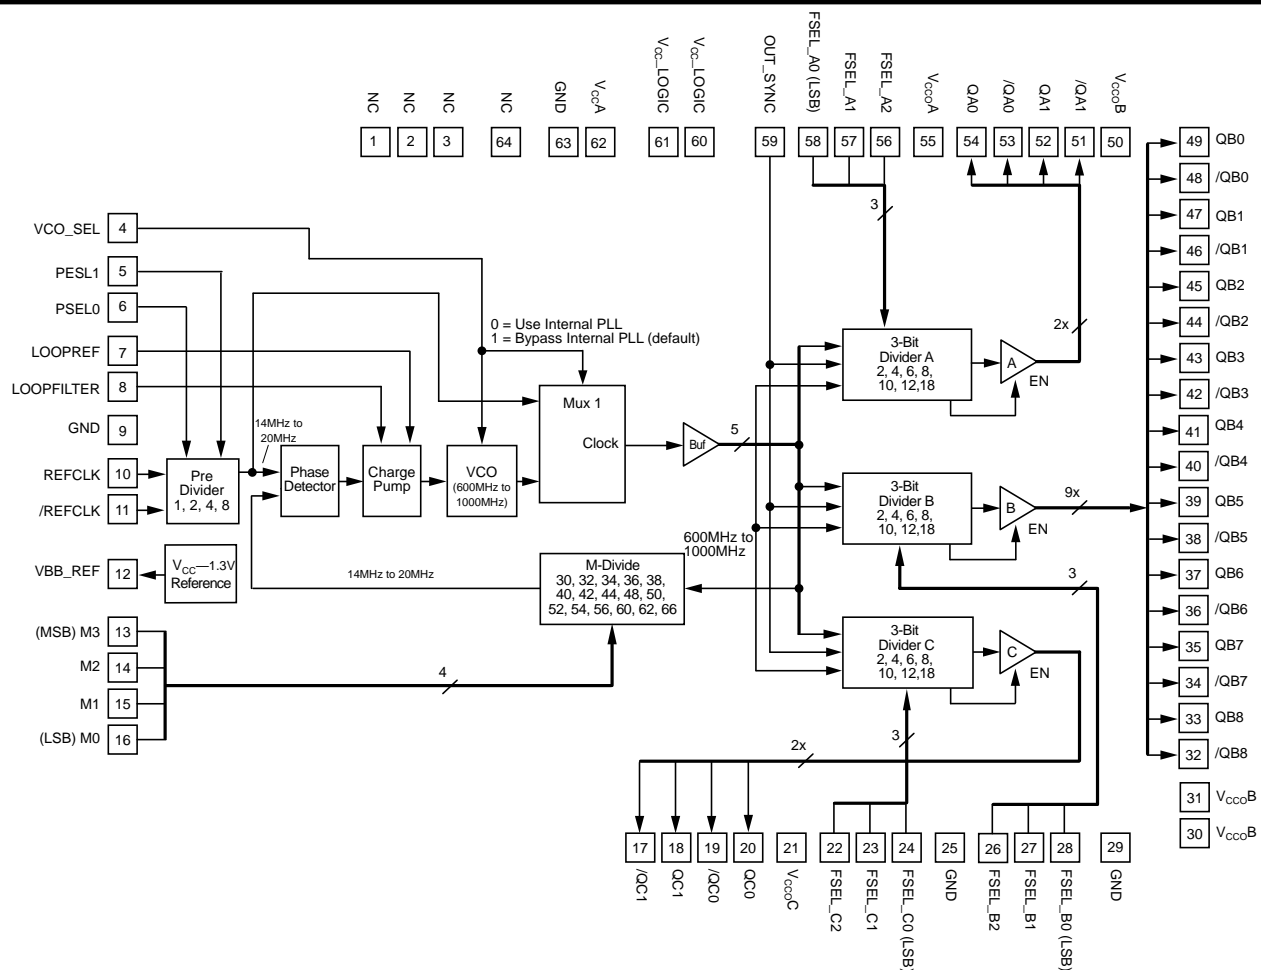 NC
NC
NC
NC
GND
VCCA
VCC_LOGIC
VCC_LOGIC
OUT_SYNC
FSEL_A0 (LSB)
FSEL_A1
FSEL_A2
VCCOA
QA0
/QA0
QA1
/QA1
VCCOB
1
2
3
64
63
62
61
60
59
58
57
56
55
54
53
52
51
50
49 QB0
48 /QB0
47 QB1
46 /QB1
45 QB2
44 /QB2
43 QB3
42 /QB3
41 QB4
40 /QB4
39 QB5
38 /QB5
37 QB6
36 /QB6
35 QB7
34 /QB7
33 QB8
32 /QB8
31 VCCOB
30 VCCOB
VCO_SEL 4
PESL1 5
PSEL0 6
LOOPREF 7
LOOPFILTER 8
GND 9
REFCLK 10
/REFCLK 11
VBB_REF 12
(MSB) M3 13
M2 14
M1 15
(LSB) M0 16
3
0 = Use Internal PLL
1 = Bypass Internal PLL (default)
2x
3-Bit
Divider A
2, 4, 6, 8,
10, 12,18
A
EN
Mux 1
Clock
Buf
5
14MHz to
20MHz
Pre
Divider
1, 2, 4, 8
Phase
Detector
Charge
Pump
VCO
(600MHz to
1000MHz)
3-Bit
Divider B
2, 4, 6, 8,
10, 12,18
B
EN
9x
600MHz to
1000MHz
VCC—1.3V
Reference
14MHz to 20MHz
M-Divide
30, 32, 34, 36, 38,
40, 42, 44, 48, 50,
52, 54, 56, 60, 62, 66
3
3-Bit
Divider C
2, 4, 6, 8,
10, 12,18
C
EN
4
3
2x
17
18
19
20
21
22
23
24
25
26
27
28
29
/QC1
QC1
/QC0
QC0
VCCOC
FSEL_C2
FSEL_C1
FSEL_C0 (LSB)
GND
FSEL_B2
FSEL_B1
FSEL_B0 (LSB)
GND